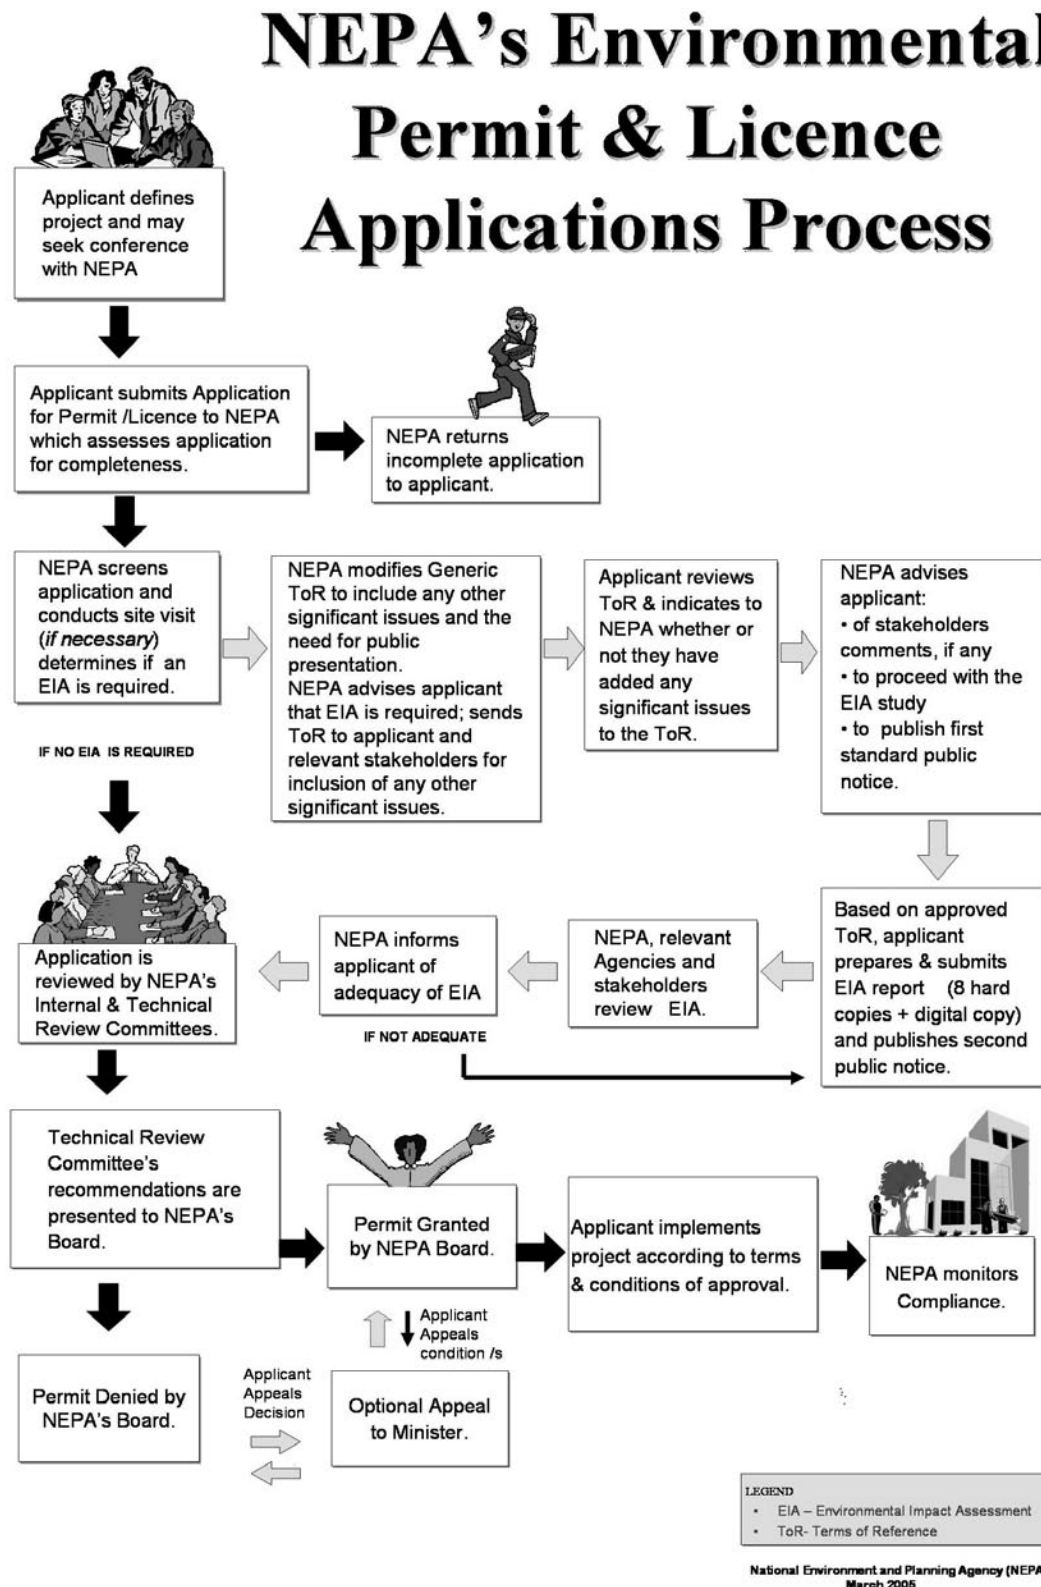 NEPA's Environmental
Permit & Licence
Applications Process
Applicant defines
project and may
seek conference
with NEPA
Applicant submits Application
for Permit /Licence to NEPA
which assesses application
for completeness.
NEPA returns
incomplete application
to applicant.
NEPA screens
application and
conducts site visit
(if necessary)
determines if an
EIA is required.
IF NO EIA IS REQUIRED
NEPA modifies Generic
ToR to include any other
significant issues and the
need for public
presentation.
NEPA advises applicant
that EIA is required; sends
ToR to applicant and
relevant stakeholders for
inclusion of any other
significant issues.
Applicant reviews
ToR & indicates to
NEPA whether or
not they have
added any
significant issues
to the ToR.
NEPA advises
applicant:
• of stakeholders
comments, if any
• to proceed with the
EIA study
• to publish first
standard public
notice.
Based on approved
ToR, applicant
prepares & submits
EIA report (8 hard
copies + digital copy)
and publishes second
public notice.
NEPA, relevant
Agencies and
stakeholders
review EIA.
NEPA informs
applicant of
adequacy of EIA
IF NOT ADEQUATE
Application is
reviewed by NEPA's
Internal & Technical
Review Committees.
Technical Review
Committee's
recommendations are
presented to NEPA's
Board.
Permit Granted
by NEPA Board.
Applicant implements
project according to terms
& conditions of approval.
NEPA monitors
Compliance.
Applicant
Appeals
condition /s
Permit Denied by
NEPA's Board.
Applicant
Appeals
Decision
Optional Appeal
to Minister.
LEGEND
• EIA – Environmental Impact Assessment
• ToR- Terms of Reference
National Environment and Planning Agency (NEPA
March 2005